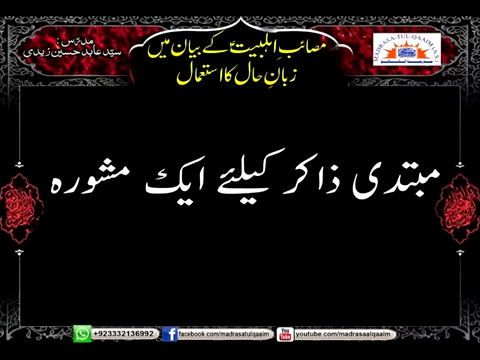 مدرس:
سید عابد حسین زیدی
مصائبِ اہلبیتؑ کے بیان میں
زبانِ حال کا استعمال
MADRASA-TUL-QAAIM (A.S)
مبتدی ذاکر کیلئے ایک مشورہ
+923332136992
facebook.com/madrasatulqaim
YouTube
youtube.com/madrasaalqaaim